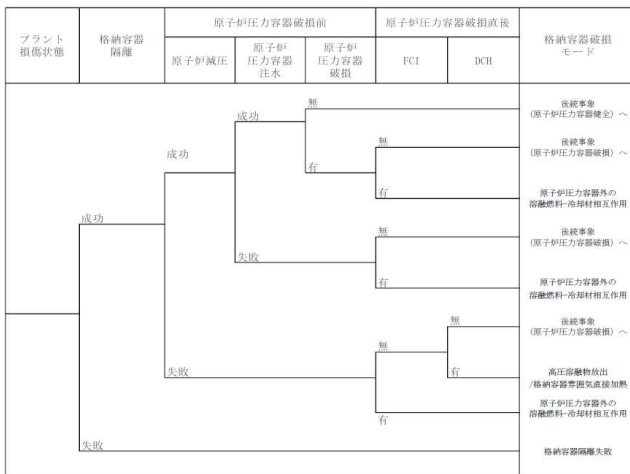 プラント
損傷状態
格納容器
隔離
原子炉圧力容器破損前
原子炉減圧
原子炉
圧力容器
注水
原子炉
圧力容器
破損
原子炉圧力容器破損直後
FCI
DCH
格納容器破損
モード
無
後続事象
(原子炉圧力容器健全) へ
成功
無
後続事象
(原子炉圧力容器破損) へ
成功
有
有
原子炉圧力容器外の
溶融燃料-冷却材相互作用
成功
無
後続事象
(原子炉圧力容器破損) へ
失敗
有
原子炉圧力容器外の
溶融燃料-冷却材相互作用
無
後続事象
(原子炉圧力容器破損) へ
無
失敗
有
高圧溶融物放出
/格納容器雰囲気直接加熱
有
原子炉圧力容器外の
溶融燃料-冷却材相互作用
失敗
格納容器隔離失敗